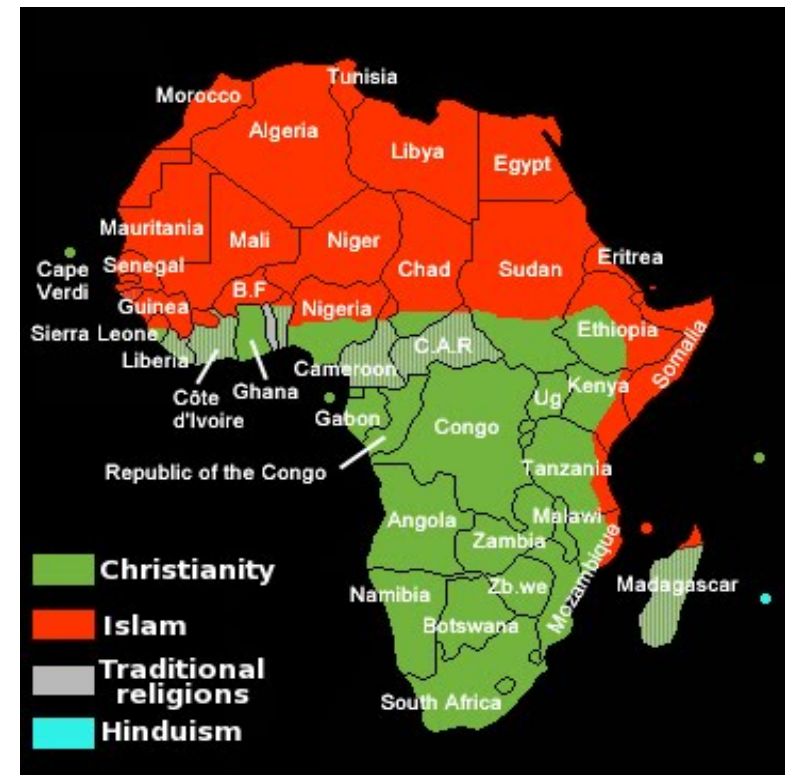 Tunisia
Morocco
Algeria
Libya
Egypt
Mauritania
Mali
Niger
Chad
Sudan
Eritrea
Cape
Verdi
Senegal
B.F
Guinea
Nigeria
Sierra Leone
Liberia
Côte
d'Ivoire
Ghana
Cameroon
C.A.R
Ethiopia
Somalia
Gabon
Congo
Ug
Kenya
Republic of the Congo
Tanzania
Angola
Malawi
Zambia
Mozambique
Madagascar
Namibia
Zb.we
Botswana
South Africa
Christianity
Islam
Traditional
religions
Hinduism